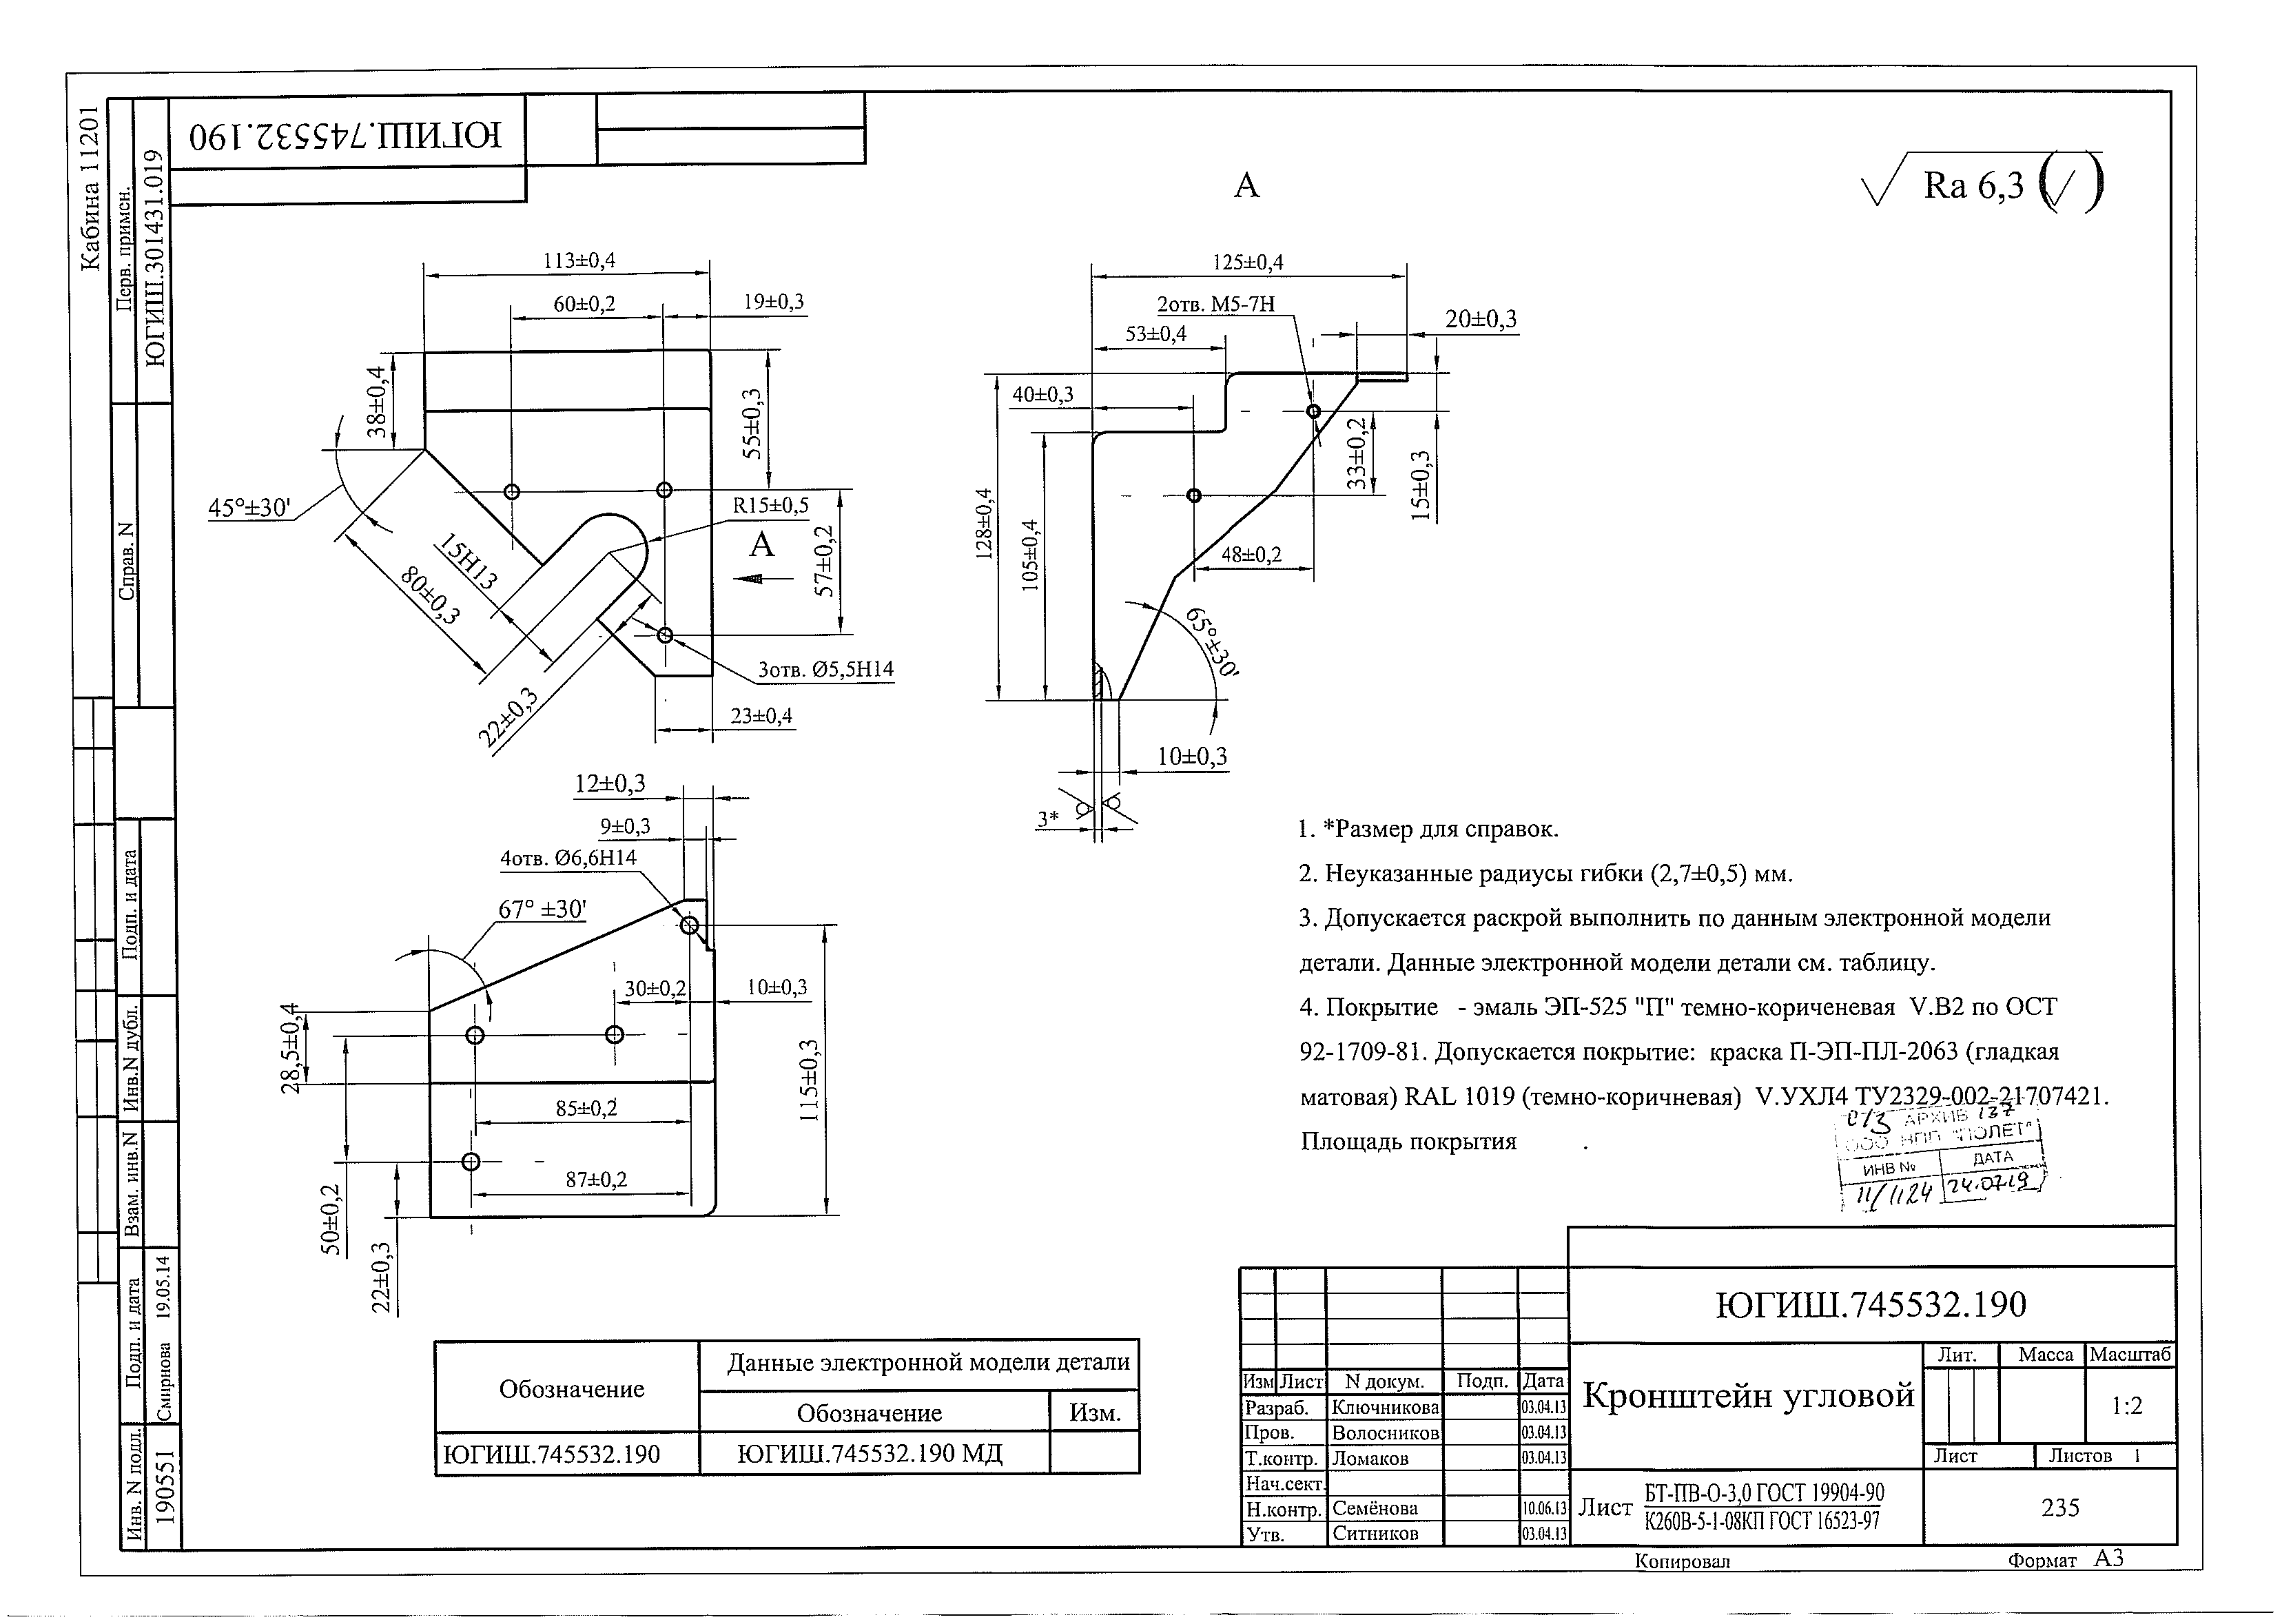 Кабина 11201
Перв. примен.
ЮГИШ.301431.019
Справ. N
Подп. и дата
Инв.N дубл.
Взам. инв.N
Подп. и дата
Смирнова 19.05.14
Инв. N подл.
190551
ЮГИШ.745532.190
Ra 6,3
113±0,4
60±0,2
19±0,3
38±0,4
55±0,3
45°±30'
R15±0,5
А
15H13
80±0,3
57±0,2
22±0,3
3отв. Ø5,5H14
23±0,4
А
125±0,4
2отв. М5-7H
53±0,4
20±0,3
40±0,3
128±0,4
105±0,4
33±0,2
15±0,3
48±0,2
65°±30'
10±0,3
3*
12±0,3
9±0,3
4отв. Ø6,6H14
67° ±30'
30±0,2
10±0,3
28,5±0,4
85±0,2
115±0,3
87±0,2
50±0,2
22±0,3
1. *Размер для справок.
2. Неуказанные радиусы гибки (2,7±0,5) мм.
3. Допускается раскрой выполнить по данным электронной модели
детали. Данные электронной модели детали см. таблицу.
4. Покрытие - эмаль ЭП-525 "П" темно-кориченевая V.В2 по ОСТ
92-1709-81. Допускается покрытие: краска П-ЭП-ПЛ-2063 (гладкая
матовая) RAL 1019 (темно-коричневая) V.УХЛ4 ТУ2329-002-21707421.
Площадь покрытия .
АРХИВ 137
ООО НПП "ПОЛЕТ"
ИНВ № ДАТА
11/1124 24.07.19
Обозначение
Данные электронной модели детали
Обозначение Изм.
ЮГИШ.745532.190 ЮГИШ.745532.190 МД
ЮГИШ.745532.190
Кронштейн угловой
Лит. Масса Масштаб
1:2
Лист Листов 1
Изм Лист N докум. Подп. Дата
Разраб. Ключникова 03.04.13
Пров. Волосников 03.04.13
Т.контр. Ломаков 03.04.13
Нач.сект.
Н.контр. Семёнова 10.06.13
Утв. Ситников 03.04.13
Лист БТ-ПВ-О-3,0 ГОСТ 19904-90
К260В-5-1-08КП ГОСТ 16523-97
235
Копировал Формат А3